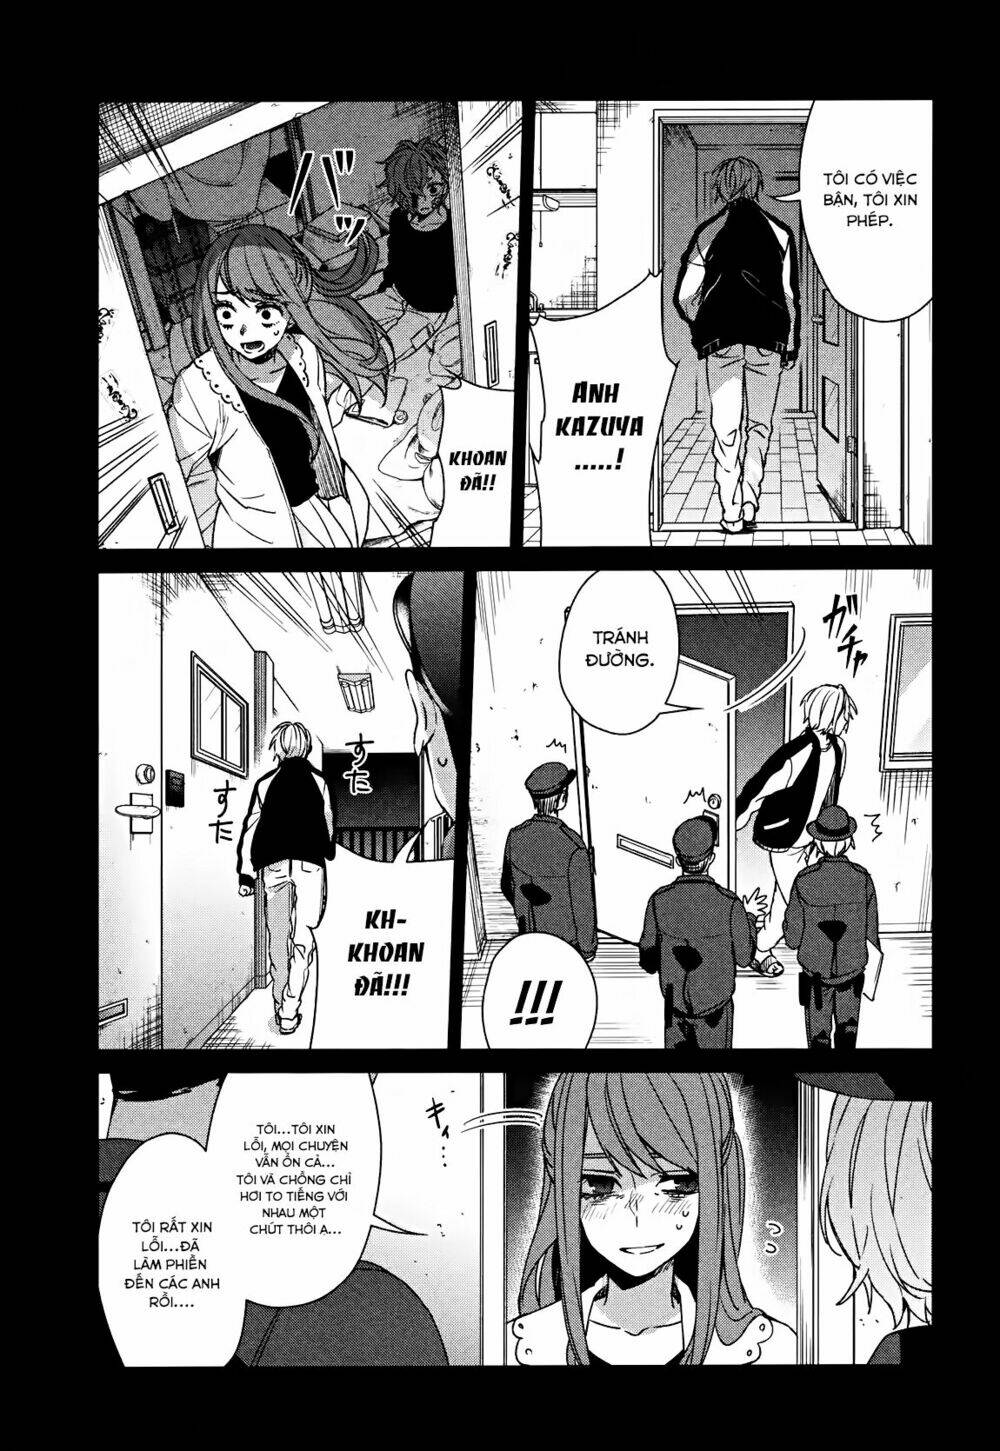 TÔI CÓ VIỆC
BẬN, TÔI XIN
PHÉP.
ANH
KAZUYA
.....!
バッ
KHOAN
ĐÃ!!
ガチャ
TRÁNH
ĐƯỜNG.
!!!
すた
すた
KH-
KHOAN
ĐÃ!!!
キィ…
TÔI...TÔI XIN
LỖI, MỌI CHUYỆN
VẪN ỔN CẢ...
TÔI VÀ CHỒNG CHỈ
HƠI TO TIẾNG VỚI
NHAU MỘT
CHÚT THÔI Ạ...
TÔI RẤT XIN
LỖI...ĐÃ
LÀM PHIỀN
ĐẾN CÁC ANH
RỒI....